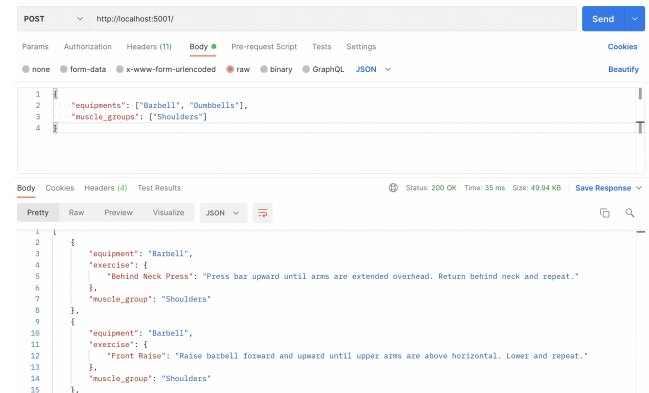 POST http://localhost:5001/ Send
Params Authorization Headers (11) Body Pre-request Script Tests Settings Cookies
none form-data x-www-form-urlencoded raw binary GraphQL JSON Beautify
1 {
2 "equipments": ["Barbell", "Dumbbells"],
3 "muscle_groups": ["Shoulders"]
4 }
Body Cookies Headers (4) Test Results Status: 200 OK Time: 35 ms Size: 49.94 KB Save Response
Pretty Raw Preview Visualize JSON
1 [
2 {
3 "equipment": "Barbell",
4 "exercise": {
5 "Behind Neck Press": "Press bar upward until arms are extended overhead. Return behind neck and repeat."
6 },
7 "muscle_group": "Shoulders"
8 },
9 {
10 "equipment": "Barbell",
11 "exercise": {
12 "Front Raise": "Raise barbell forward and upward until upper arms are above horizontal. Lower and repeat."
13 },
14 "muscle_group": "Shoulders"
15 },